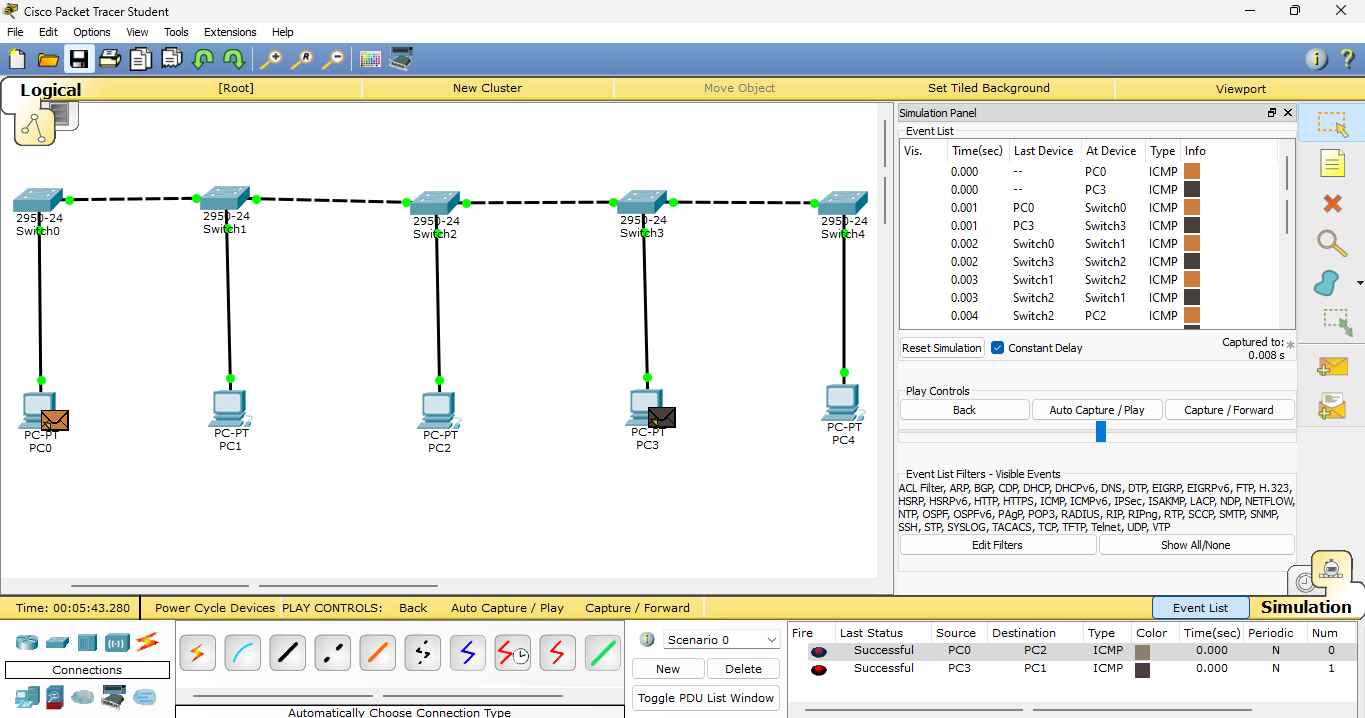 Cisco Packet Tracer Student
File Edit Options View Tools Extensions Help
Logical [Root] New Cluster Move Object Set Tiled Background Viewport
Simulation Panel
Event List
Vis. Time(sec) Last Device At Device Type Info
0.000 -- PC0 ICMP
0.000 -- PC3 ICMP
0.001 PC0 Switch0 ICMP
0.001 PC3 Switch3 ICMP
0.002 Switch0 Switch1 ICMP
0.002 Switch3 Switch2 ICMP
0.003 Switch1 Switch2 ICMP
0.003 Switch2 Switch1 ICMP
0.004 Switch2 PC2 ICMP
Reset Simulation Constant Delay Captured to: *
0.008 s
Play Controls
Back Auto Capture / Play Capture / Forward
Event List Filters - Visible Events
ACL Filter, ARP, BGP, CDP, DHCP, DHCPv6, DNS, DTP, EIGRP, EIGRPv6, FTP, H.323,
HSRP, HSRPv6, HTTP, HTTPS, ICMP, ICMPv6, IPSec, ISAKMP, LACP, NDP, NETFLOW,
NTP, OSPF, OSPFv6, PAgP, POP3, RADIUS, RIP, RIPng, RTP, SCCP, SMTP, SNMP,
SSH, STP, SYSLOG, TACACS, TCP, TFTP, Telnet, UDP, VTP
Edit Filters Show All/None
2950-24
Switch0
2950-24
Switch1
2950-24
Switch2
2950-24
Switch3
2950-24
Switch4
PC-PT
PC0
PC-PT
PC1
PC-PT
PC2
PC-PT
PC3
PC-PT
PC4
Time: 00:05:43.280 Power Cycle Devices PLAY CONTROLS: Back Auto Capture / Play Capture / Forward Event List Simulation
Connections
Automatically Choose Connection Type
Scenario 0
New Delete
Toggle PDU List Window
Fire Last Status Source Destination Type Color Time(sec) Periodic Num
Successful PC0 PC2 ICMP 0.000 N 0
Successful PC3 PC1 ICMP 0.000 N 1